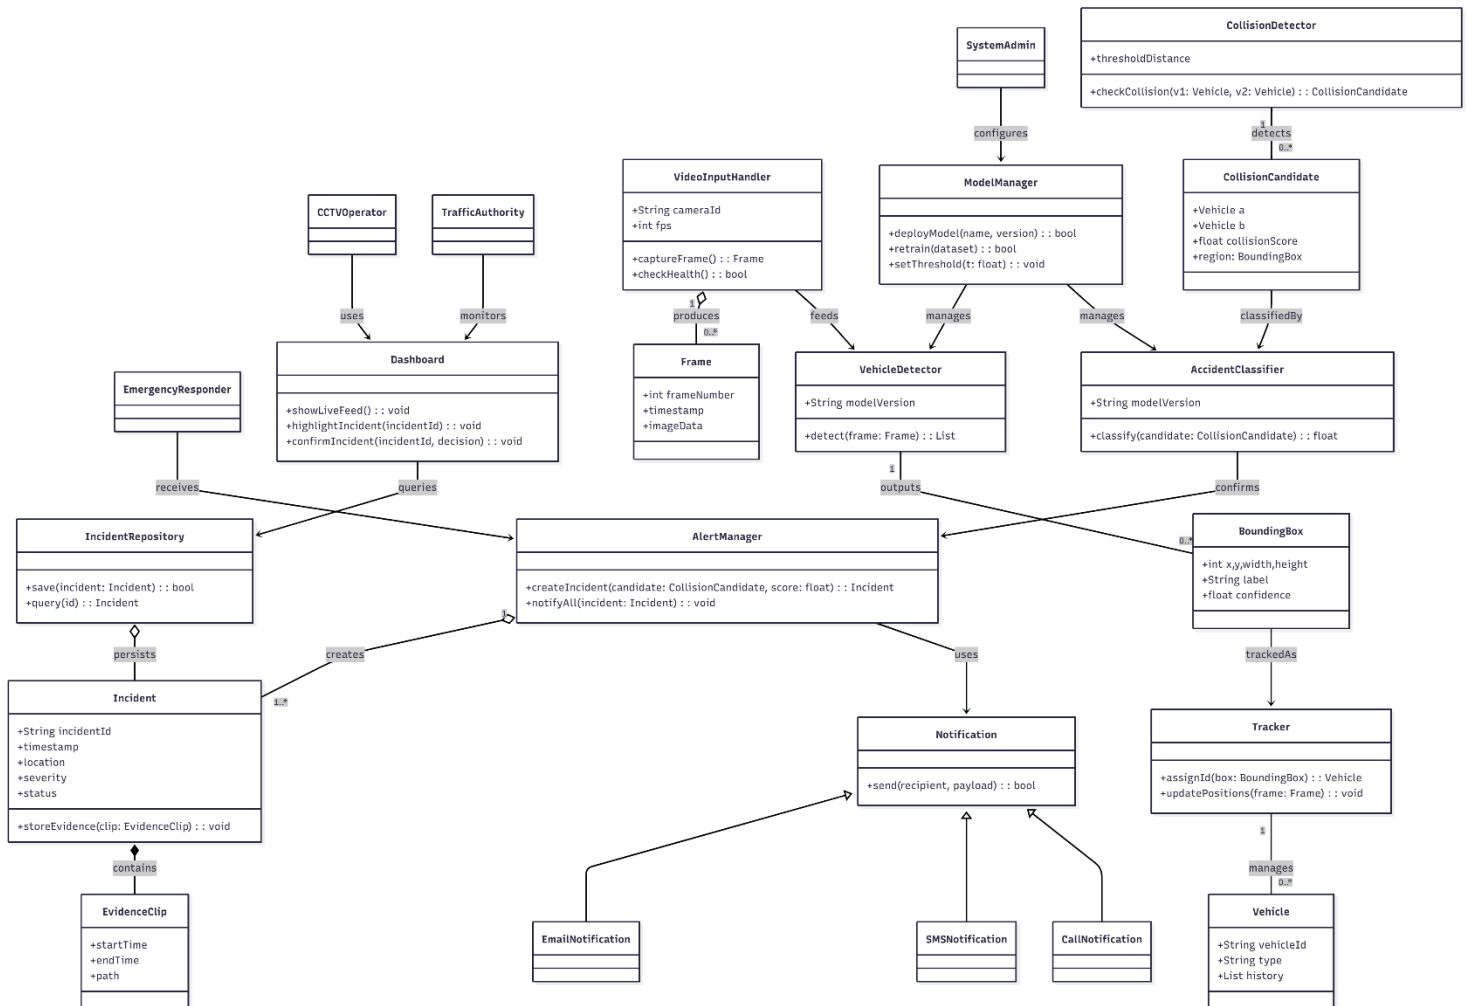 CollisionDetector
+thresholdDistance
+checkCollision(v1: Vehicle, v2: Vehicle) : : CollisionCandidate
SystemAdmin
configures
1
detects
0..*
VideoInputHandler
+String cameraId
+int fps
+captureFrame() : : Frame
+checkHealth() : : bool
ModelManager
+deployModel(name, version) : : bool
+retrain(dataset) : : bool
+setThreshold(t: float) : : void
CollisionCandidate
+Vehicle a
+Vehicle b
+float collisionScore
+region: BoundingBox
CCTVOperator
TrafficAuthority
uses
monitors
1
produces
0..*
feeds
manages
manages
classifiedBy
Dashboard
+showLiveFeed() : : void
+highlightIncident(incidentId) : : void
+confirmIncident(incidentId, decision) : : void
Frame
+int frameNumber
+timestamp
+imageData
VehicleDetector
+String modelVersion
+detect(frame: Frame) : : List
AccidentClassifier
+String modelVersion
+classify(candidate: CollisionCandidate) : : float
EmergencyResponder
receives
queries
1
outputs
0..*
confirms
IncidentRepository
+save(incident: Incident) : : bool
+query(id) : : Incident
AlertManager
+createIncident(candidate: CollisionCandidate, score: float) : : Incident
+notifyAll(incident: Incident) : : void
BoundingBox
+int x,y,width,height
+String label
+float confidence
persists
1
creates
1..*
uses
trackedAs
Incident
+String incidentId
+timestamp
+location
+severity
+status
+storeEvidence(clip: EvidenceClip) : : void
Notification
+send(recipient, payload) : : bool
Tracker
+assignId(box: BoundingBox) : : Vehicle
+updatePositions(frame: Frame) : : void
contains
1
manages
0..*
EvidenceClip
+startTime
+endTime
+path
EmailNotification
SMSNotification
CallNotification
Vehicle
+String vehicleId
+String type
+List history